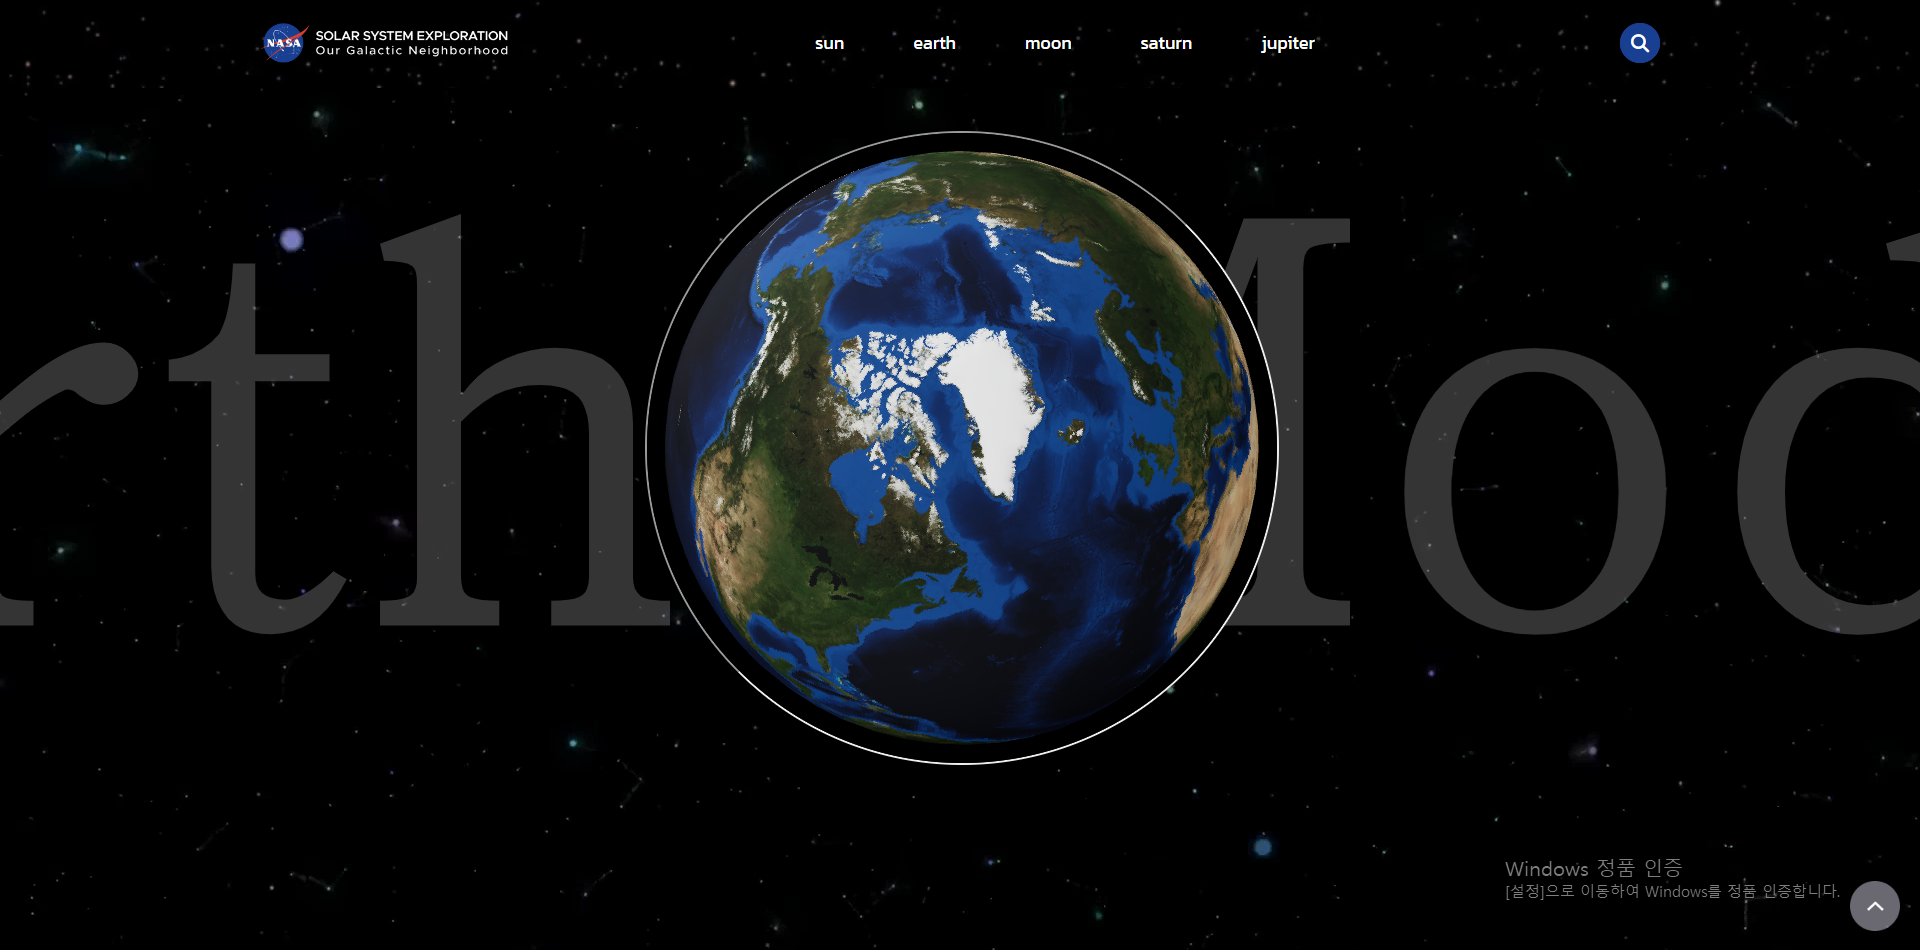 NASA
SOLAR SYSTEM EXPLORATION
Our Galactic Neighborhood
sun
earth
moon
saturn
jupiter
rth Moo
Windows 정품 인증
[설정]으로 이동하여 Windows를 정품 인증합니다.